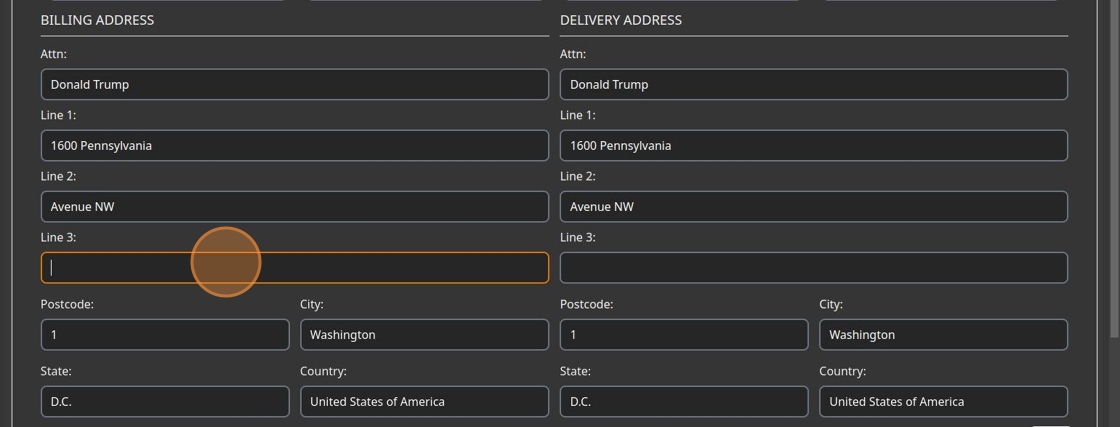 BILLING ADDRESS
DELIVERY ADDRESS
Attn:
Attn:
Donald Trump
Donald Trump
Line 1:
Line 1:
1600 Pennsylvania
1600 Pennsylvania
Line 2:
Line 2:
Avenue NW
Avenue NW
Line 3:
Line 3:
Postcode:
City:
Postcode:
City:
1
Washington
1
Washington
State:
Country:
State:
Country:
D.C.
United States of America
D.C.
United States of America